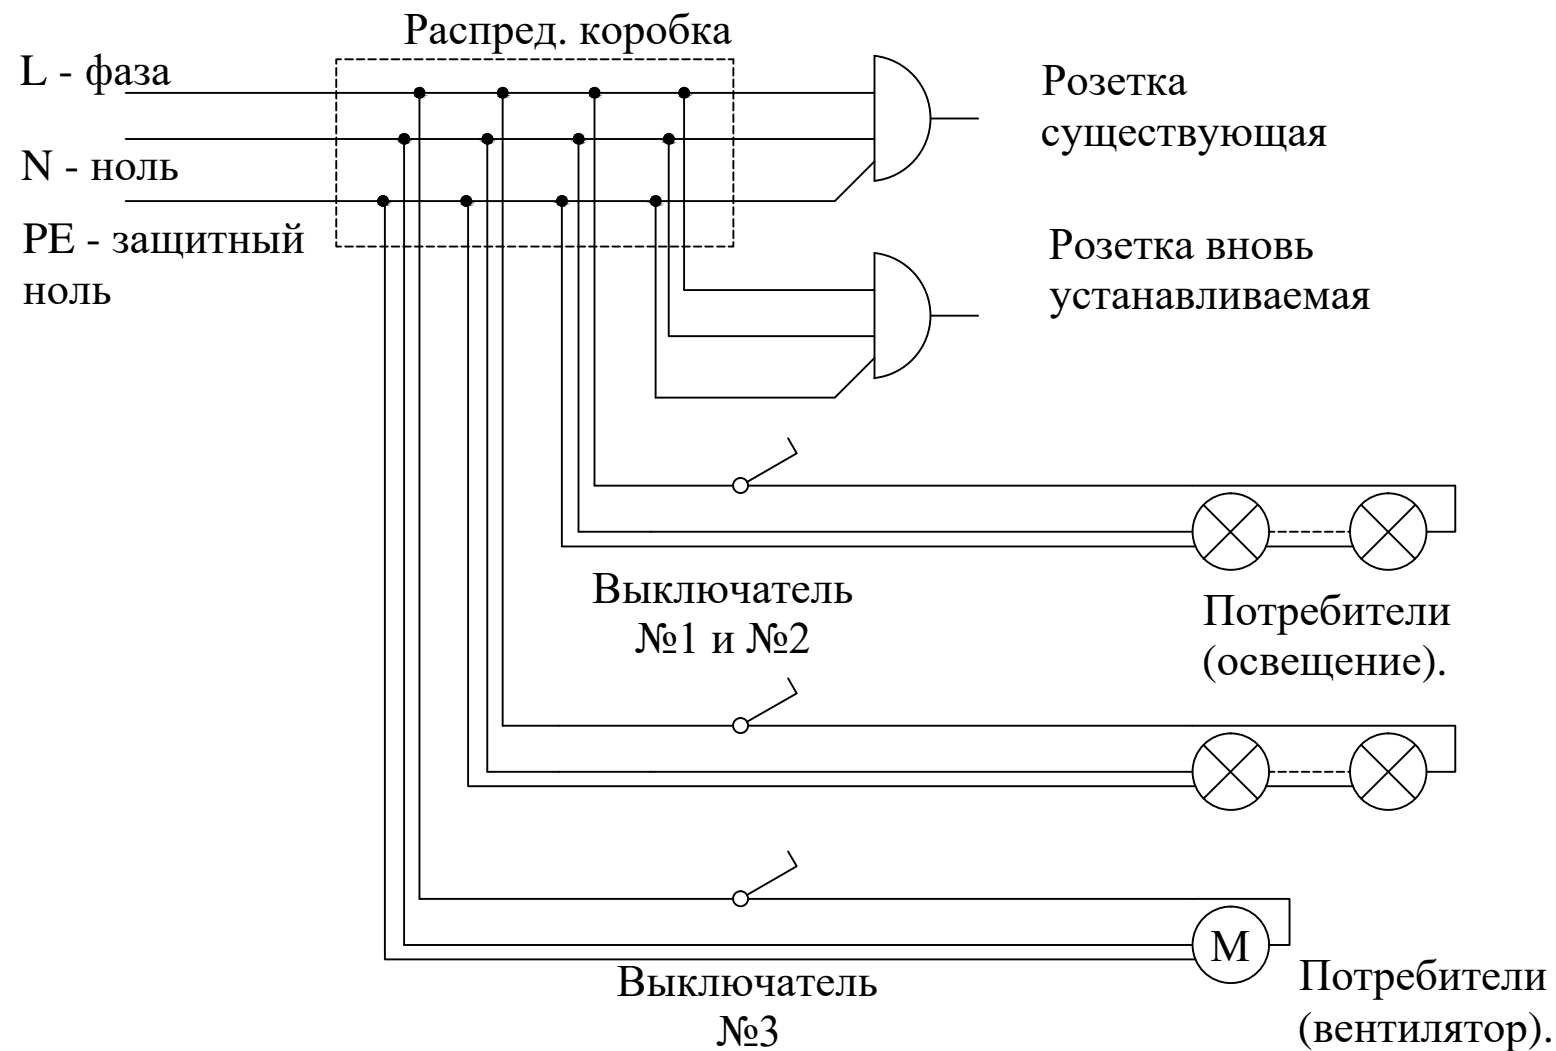 Распред. коробка
L - фаза
N - ноль
PE - защитный
ноль
Розетка
существующая
Розетка вновь
устанавливаемая
Выключатель
№1 и №2
Потребители
(освещение).
M
Выключатель
№3
Потребители
(вентилятор).